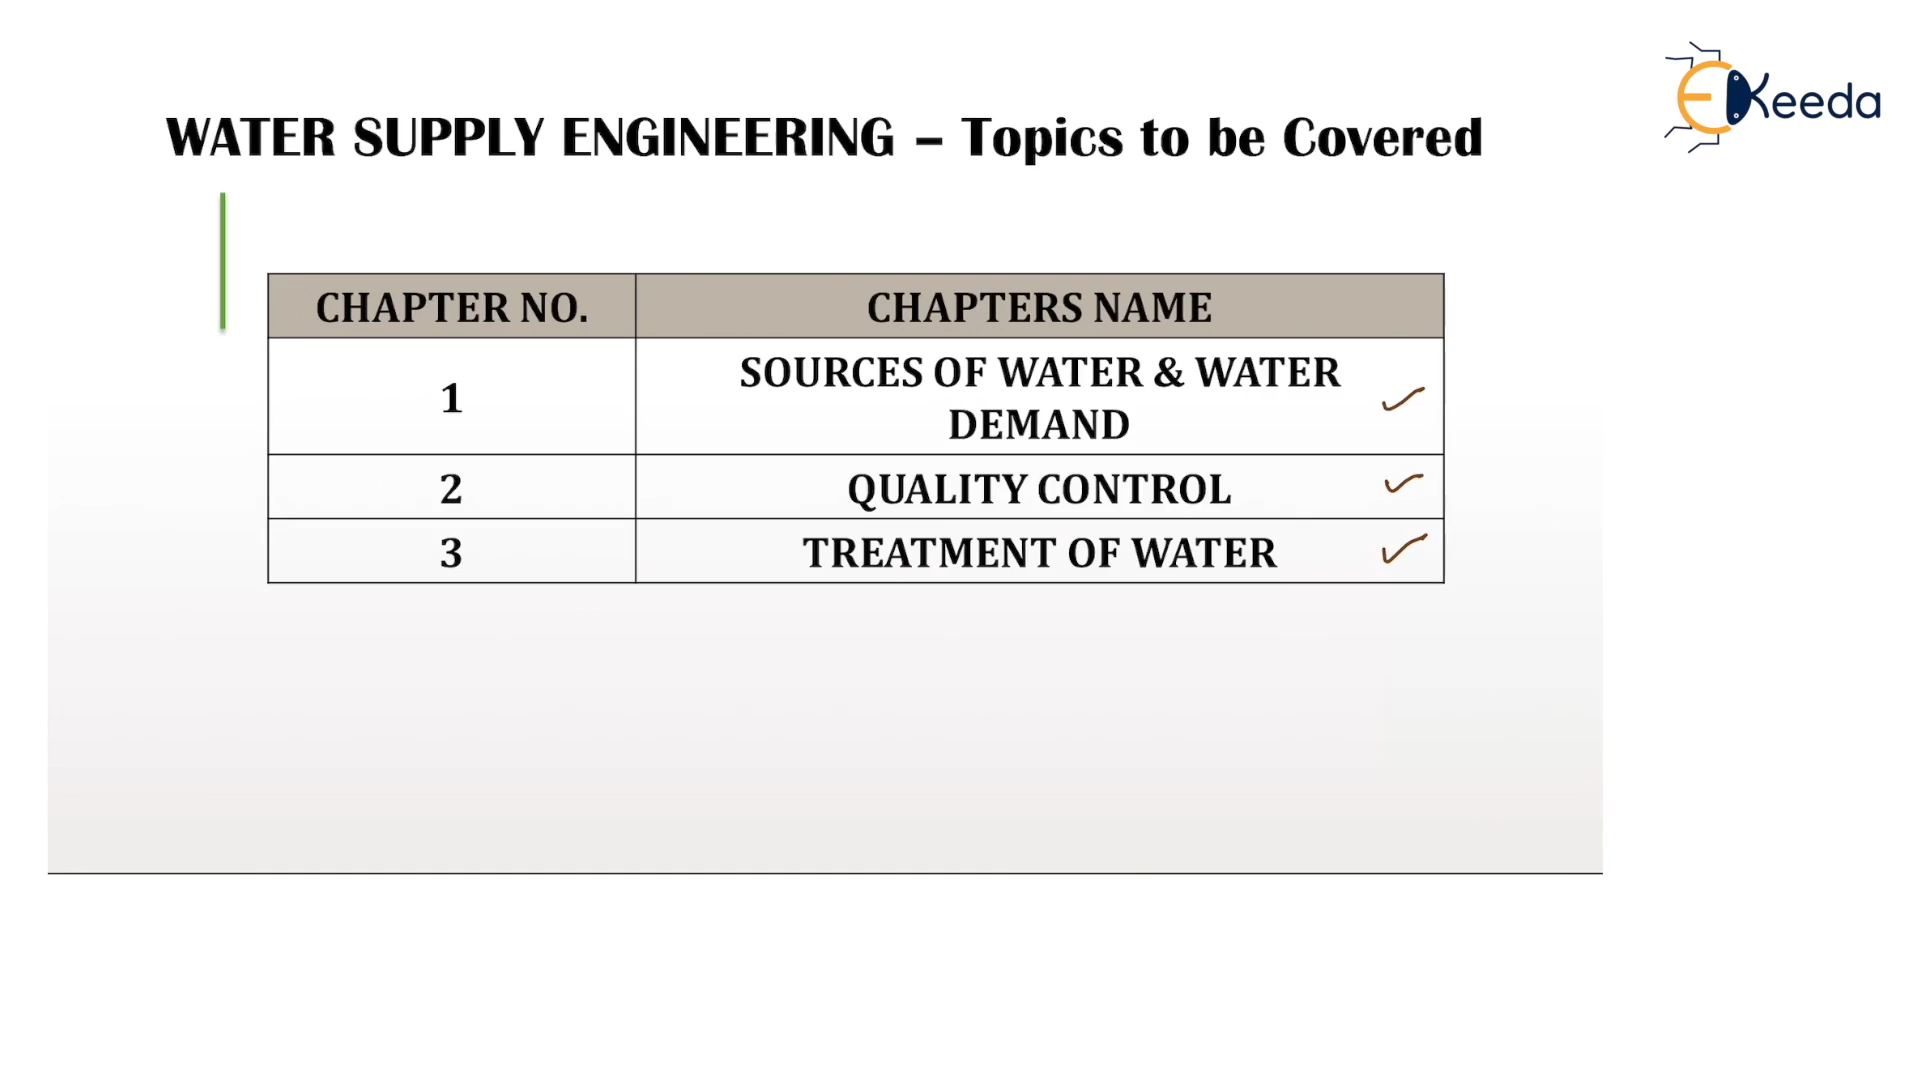 EKeeda
WATER SUPPLY ENGINEERING – Topics to be Covered
CHAPTER NO. CHAPTERS NAME
1 SOURCES OF WATER & WATER
DEMAND
2 QUALITY CONTROL
3 TREATMENT OF WATER